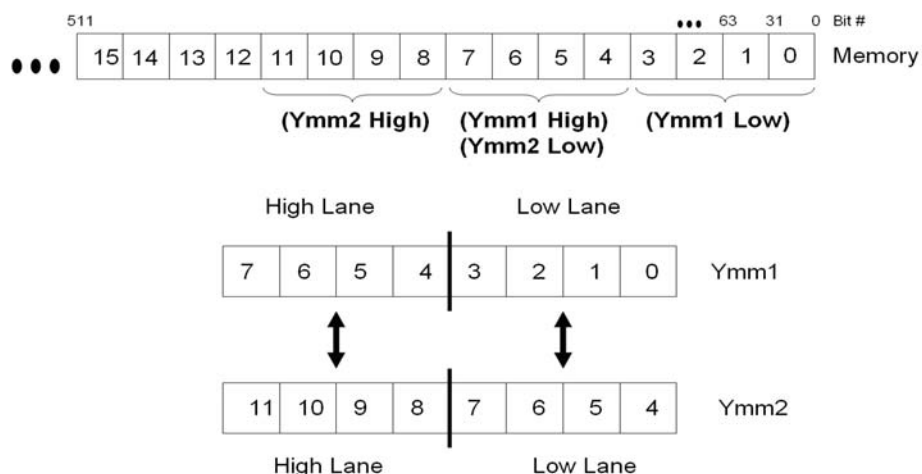 511 ••• 63 31 0 Bit #
••• 15 14 13 12 11 10 9 8 7 6 5 4 3 2 1 0 Memory
(Ymm2 High) (Ymm1 High) (Ymm1 Low)
(Ymm2 Low)
High Lane Low Lane
7 6 5 4 3 2 1 0 Ymm1
11 10 9 8 7 6 5 4 Ymm2
High Lane Low Lane